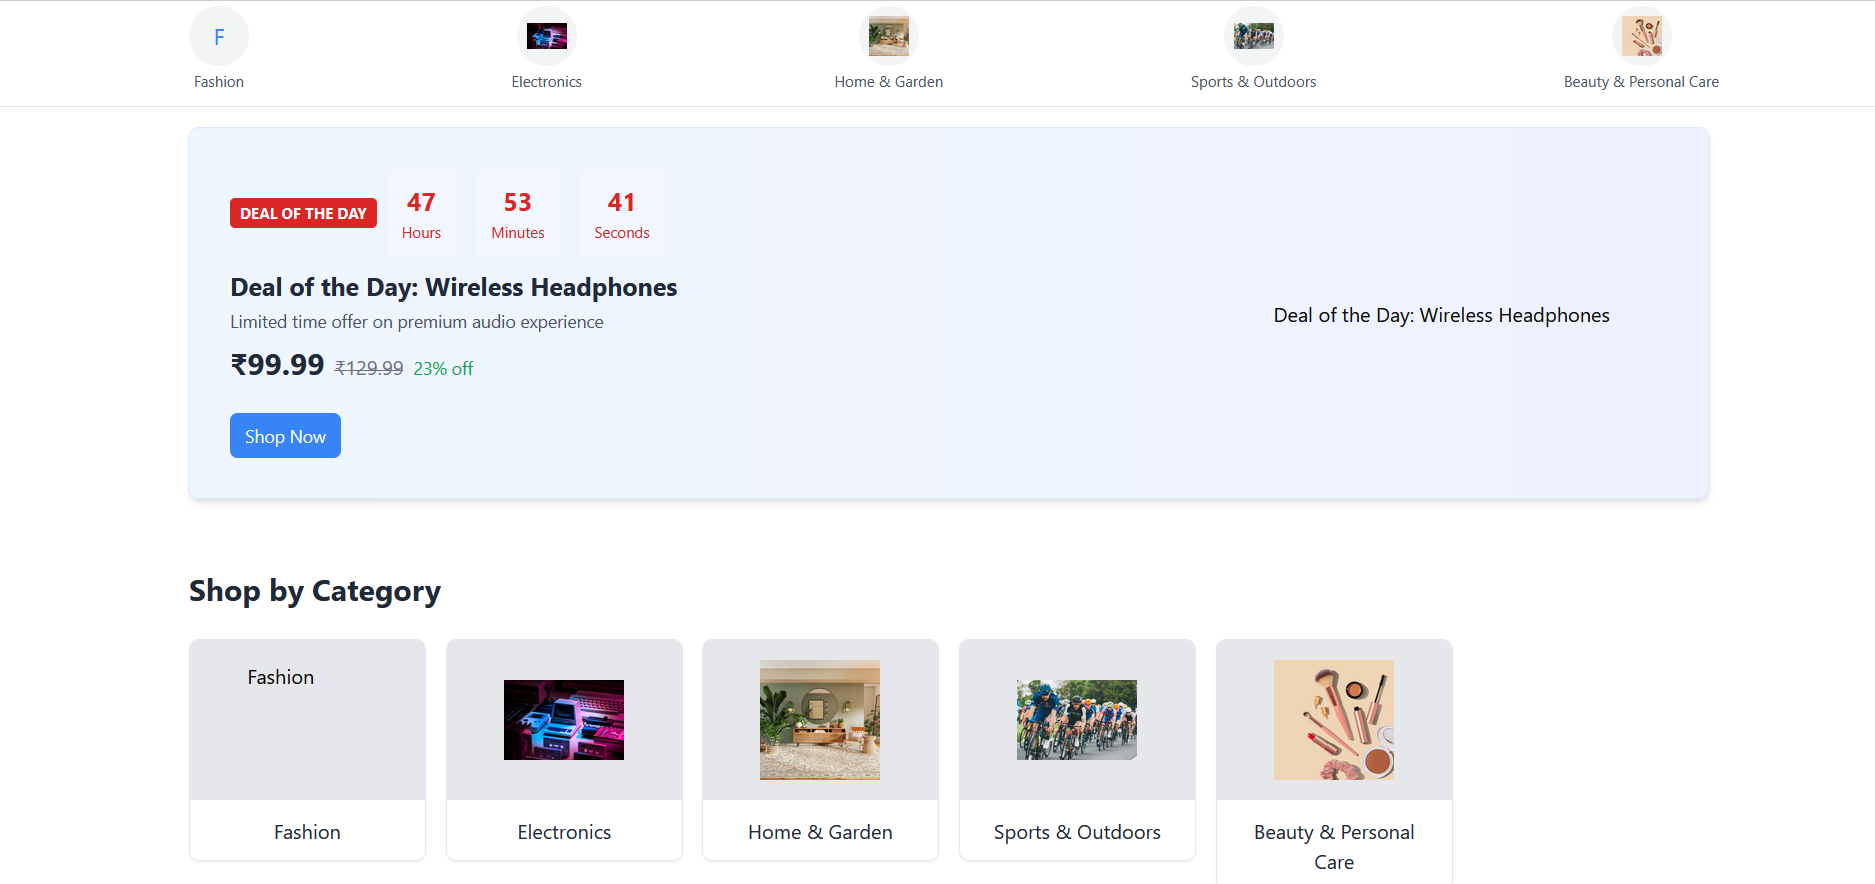 F
Fashion
Electronics
Home & Garden
Sports & Outdoors
Beauty & Personal Care
DEAL OF THE DAY
47
Hours
53
Minutes
41
Seconds
Deal of the Day: Wireless Headphones
Limited time offer on premium audio experience
₹99.99 ₹129.99 23% off
Shop Now
Deal of the Day: Wireless Headphones
Shop by Category
Fashion
Fashion
Electronics
Home & Garden
Sports & Outdoors
Beauty & Personal
Care